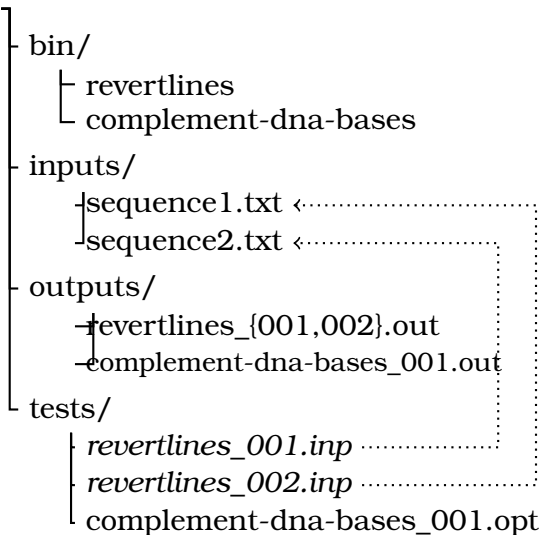 bin/
revertlines
complement-dna-bases
inputs/
sequence1.txt
sequence2.txt
outputs/
revertlines_{001,002}.out
complement-dna-bases_001.out
tests/
revertlines_001.inp
revertlines_002.inp
complement-dna-bases_001.opt